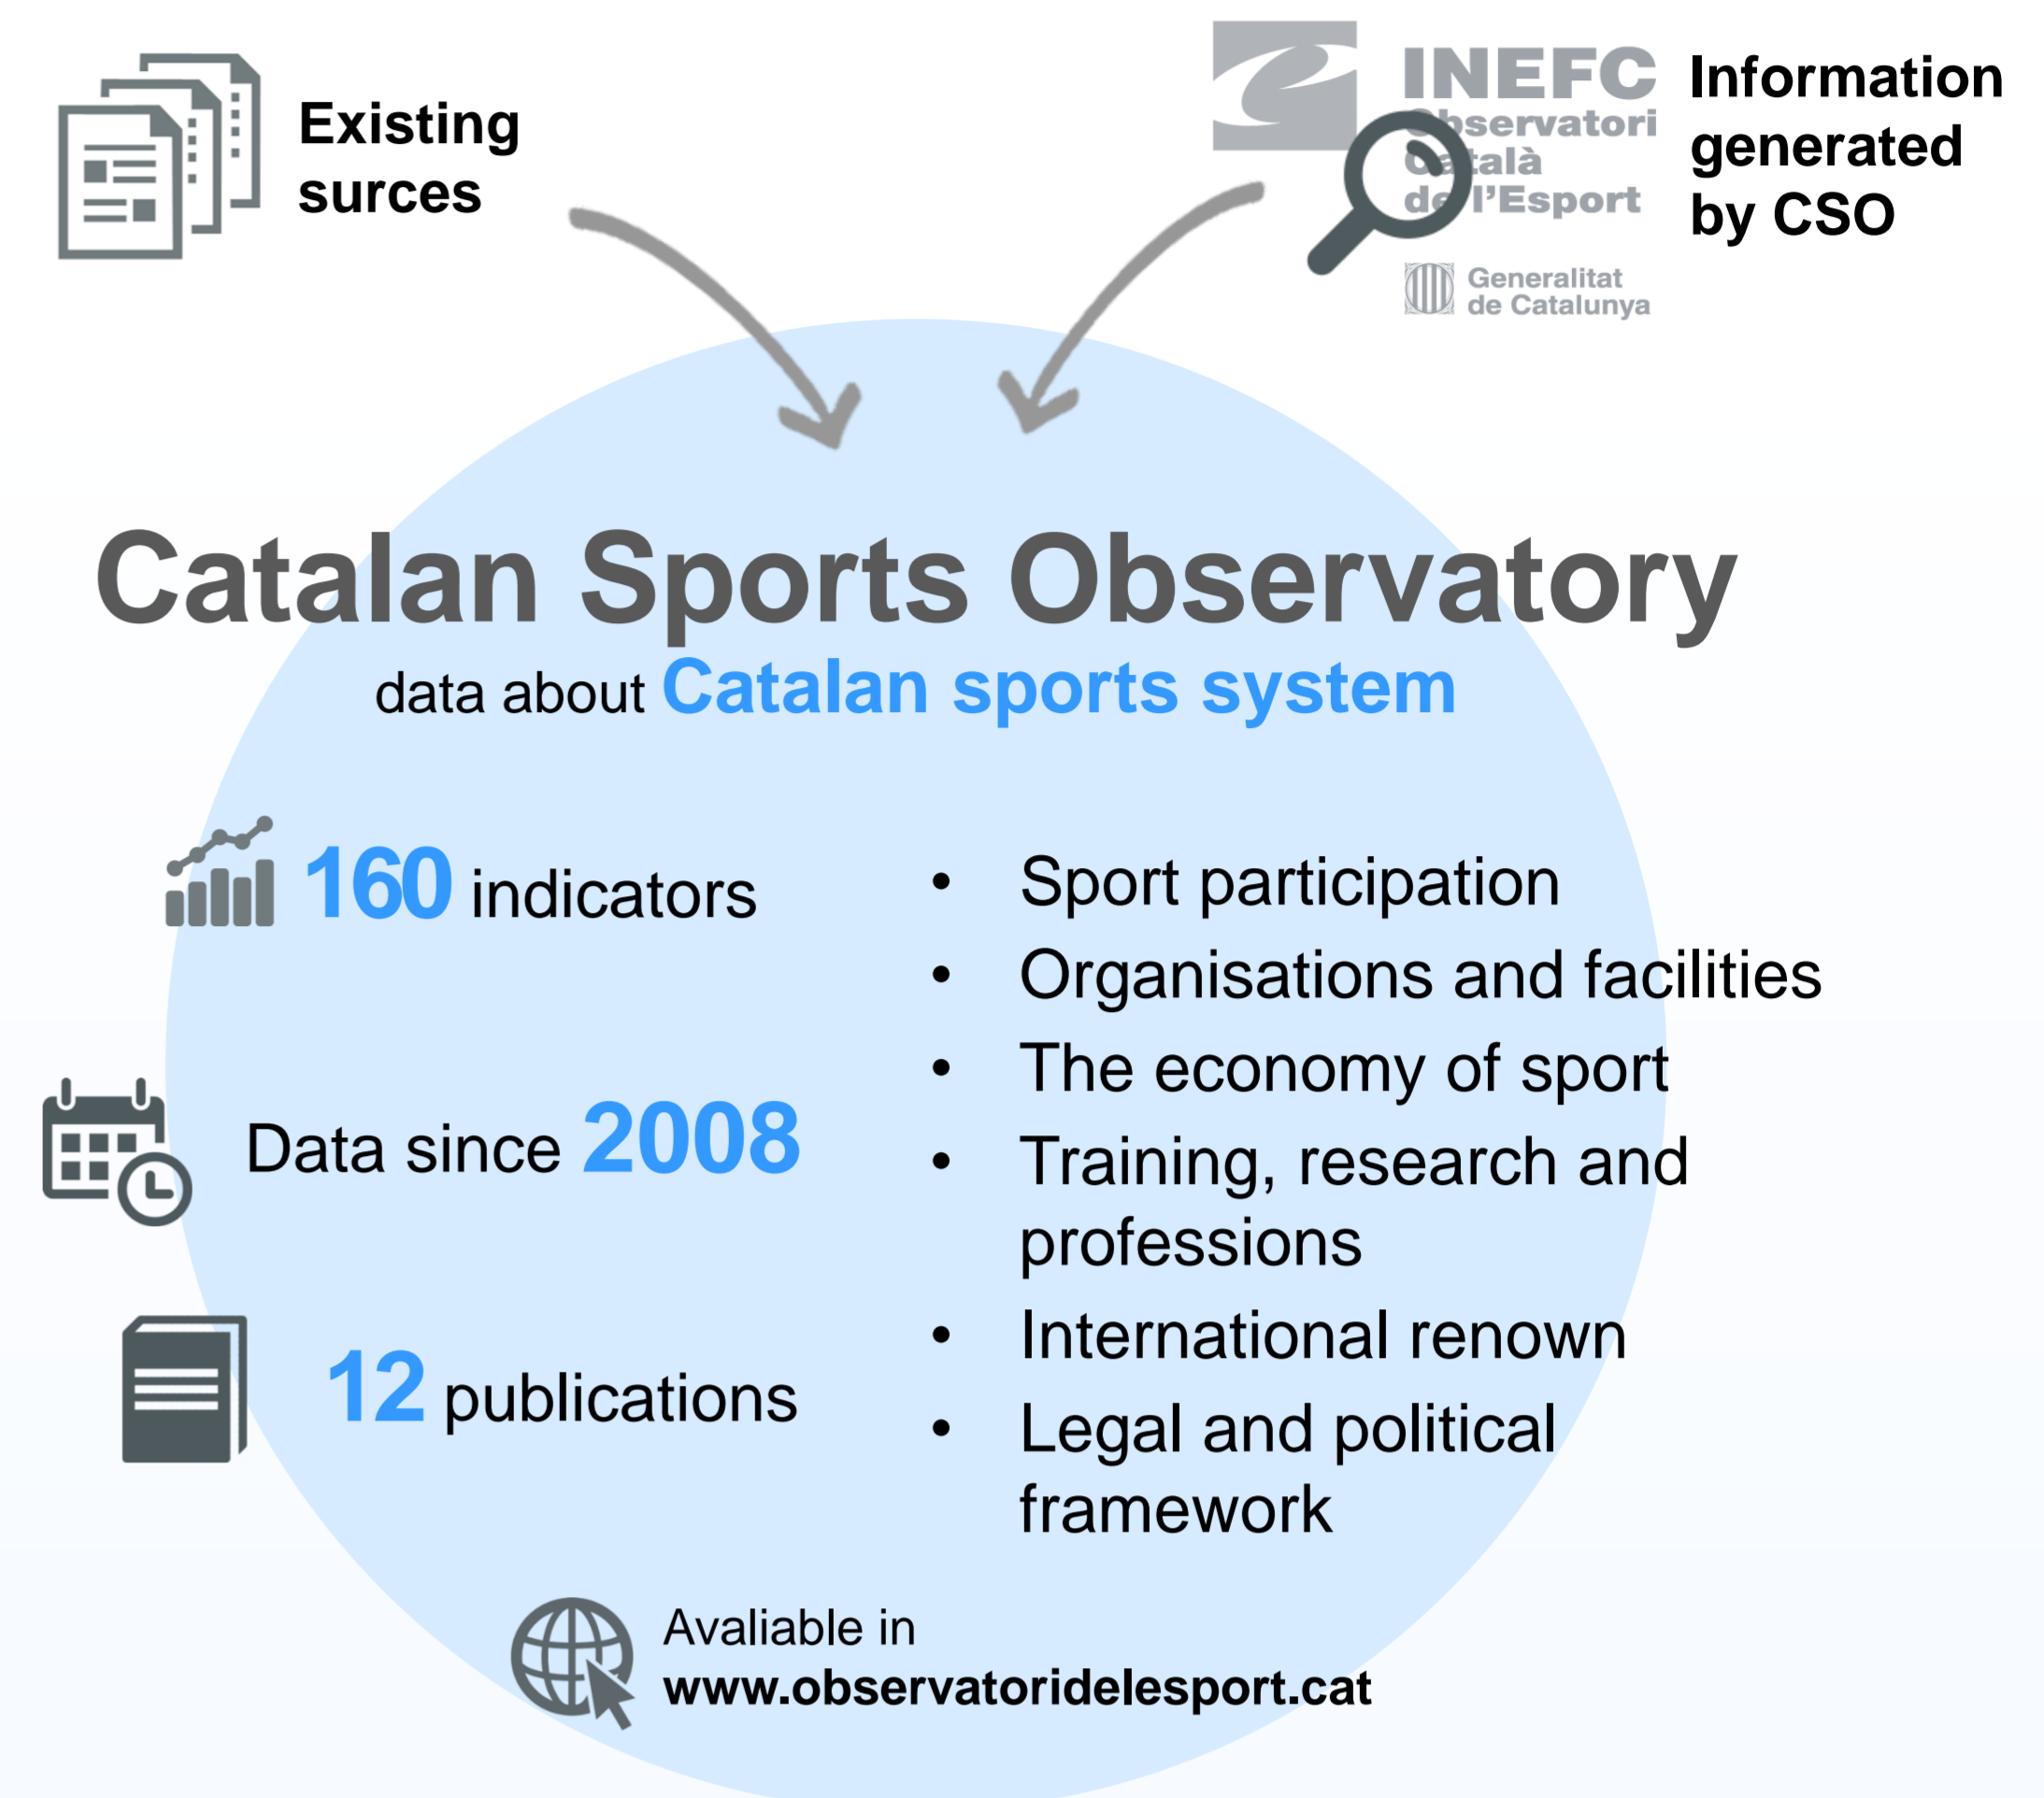 Existing
surces
INEFC
Observatori
Català
de l'Esport
Generalitat
de Catalunya
Information
generated
by CSO
Catalan Sports Observatory
data about Catalan sports system
160 indicators
Data since 2008
12 publications
• Sport participation
• Organisations and facilities
• The economy of sport
• Training, research and
professions
• International renown
• Legal and political
framework
Avaliable in
www.observatoridelesport.cat